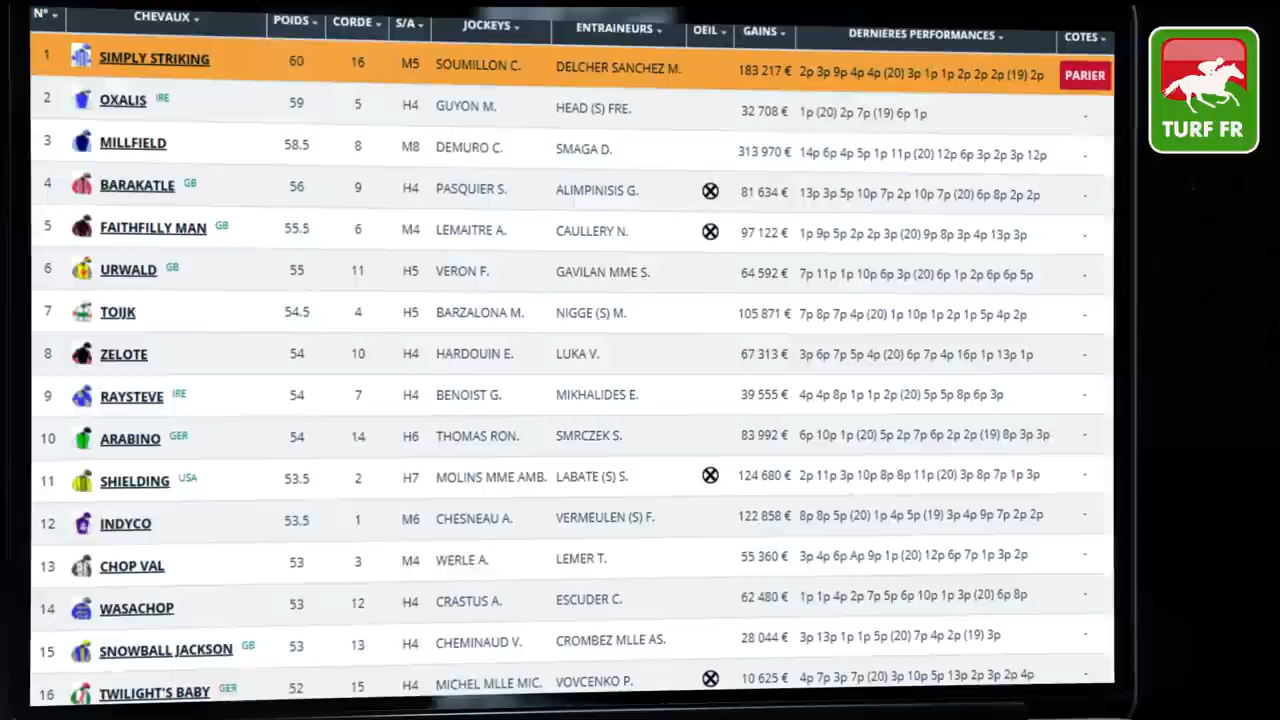 N° CHEVAUX POIDS CORDE S/A JOCKEYS ENTRAINEURS OEIL GAINS DERNIÈRES PERFORMANCES COTES
1 SIMPLY STRIKING 60 16 M5 SOUMILLON C. DELCHER SANCHEZ M. 183 217 € 2p 3p 9p 4p 4p (20) 3p 1p 1p 2p 2p 2p (19) 2p PARIER
2 OXALIS IRE 59 5 H4 GUYON M. HEAD (S) FRE. 32 708 € 1p (20) 2p 7p (19) 6p 1p -
3 MILLFIELD 58.5 8 M8 DEMURO C. SMAGA D. 313 970 € 14p 6p 4p 5p 1p 11p (20) 12p 6p 3p 2p 3p 12p -
4 BARAKATLE GB 56 9 H4 PASQUIER S. ALIMPINISIS G. 81 634 € 13p 3p 5p 10p 7p 2p 10p 7p (20) 6p 8p 2p 2p -
5 FAITHFILLY MAN GB 55.5 6 M4 LEMAITRE A. CAULLERY N. 97 122 € 1p 9p 5p 2p 2p 3p (20) 9p 8p 3p 4p 13p 3p -
6 URWALD GB 55 11 H5 VERON F. GAVILAN MME S. 64 592 € 7p 11p 1p 10p 6p 3p (20) 6p 1p 2p 6p 6p 5p -
7 TOIJK 54.5 4 H5 BARZALONA M. NIGGE (S) M. 105 871 € 7p 8p 7p 4p (20) 1p 10p 1p 2p 1p 5p 4p 2p -
8 ZELOTE 54 10 H4 HARDOUIN E. LUKA V. 67 313 € 3p 6p 7p 5p 4p (20) 6p 7p 4p 16p 1p 13p 1p -
9 RAYSTEVE IRE 54 7 H4 BENOIST G. MIKHALIDES E. 39 555 € 4p 4p 8p 1p 1p 2p (20) 5p 5p 8p 6p 3p -
10 ARABINO GER 54 14 H6 THOMAS RON. SMRCZEK S. 83 992 € 6p 10p 1p (20) 5p 2p 7p 6p 2p 2p (19) 8p 3p 3p -
11 SHIELDING USA 53.5 2 H7 MOLINS MME AMB. LABATE (S) S. 124 680 € 2p 11p 3p 10p 8p 8p 11p (20) 3p 8p 7p 1p 3p -
12 INDYCO 53.5 1 M6 CHESNEAU A. VERMEULEN (S) F. 122 858 € 8p 8p 5p (20) 1p 4p 5p (19) 3p 4p 9p 7p 2p 2p -
13 CHOP VAL 53 3 M4 WERLE A. LEMER T. 55 360 € 3p 4p 6p Ap 9p 1p (20) 12p 6p 7p 1p 3p 2p -
14 WASACHOP 53 12 H4 CRASTUS A. ESCUDER C. 62 480 € 1p 1p 4p 2p 7p 5p 6p 10p 1p 3p (20) 6p 8p -
15 SNOWBALL JACKSON GB 53 13 H4 CHEMINAUD V. CROMBEZ MLLE AS. 28 044 € 3p 13p 1p 1p 5p (20) 7p 4p 2p (19) 3p -
16 TWILIGHT'S BABY GER 52 15 H4 MICHEL MLLE MIC. VOVCENKO P. 10 625 € 4p 7p 3p 7p (20) 3p 10p 5p 13p 2p 3p 2p 4p -
TURF FR